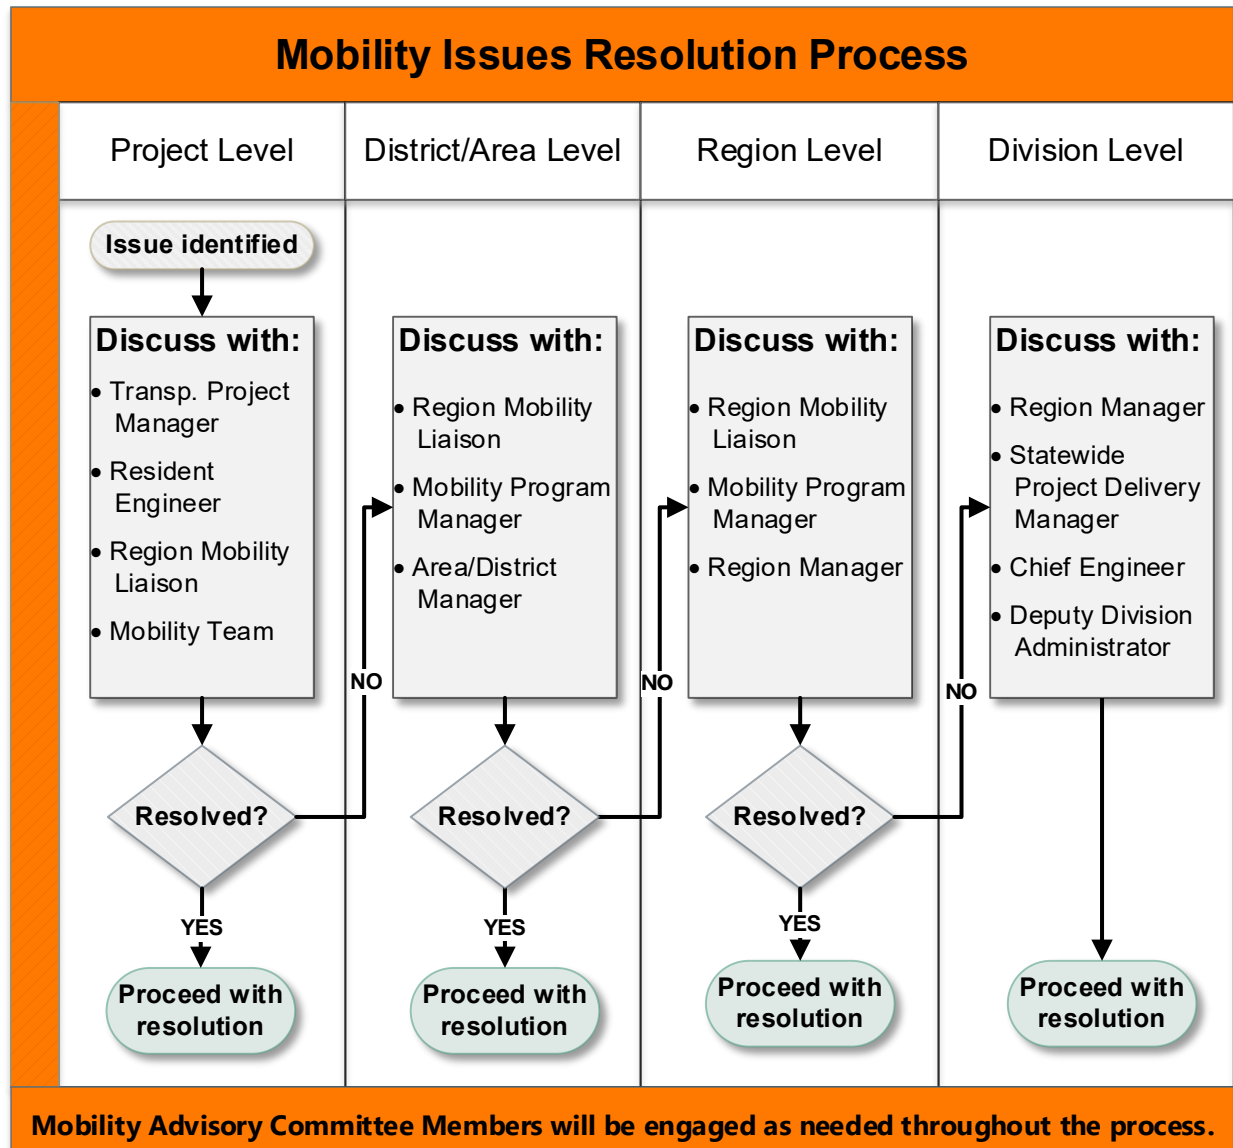 Mobility Issues Resolution Process
Project Level
District/Area Level
Region Level
Division Level
Issue identified
Discuss with:
• Transp. Project
Manager
• Resident
Engineer
• Region Mobility
Liaison
• Mobility Team
Resolved?
NO
YES
Proceed with
resolution
Discuss with:
• Region Mobility
Liaison
• Mobility Program
Manager
• Area/District
Manager
Resolved?
NO
YES
Proceed with
resolution
Discuss with:
• Region Mobility
Liaison
• Mobility Program
Manager
• Region Manager
Resolved?
NO
YES
Proceed with
resolution
Discuss with:
• Region Manager
• Statewide
Project Delivery
Manager
• Chief Engineer
• Deputy Division
Administrator
Proceed with
resolution
Mobility Advisory Committee Members will be engaged as needed throughout the process.